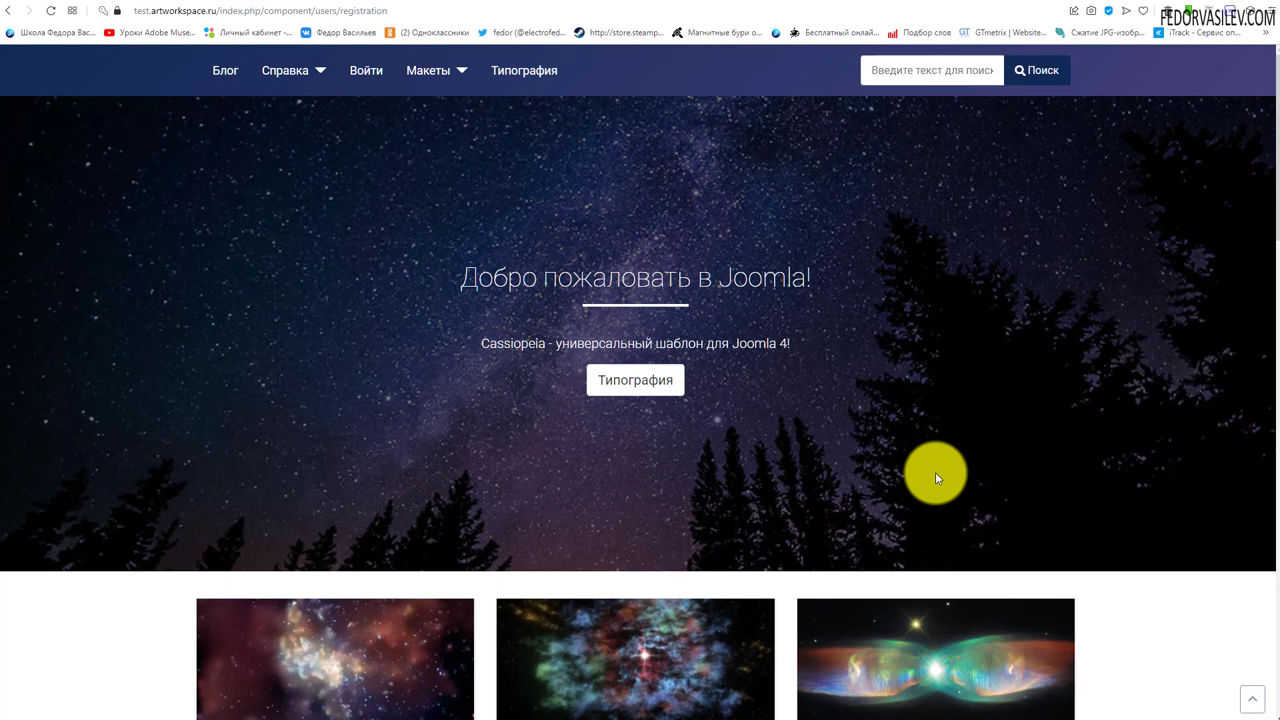 test.artworkspace.ru/index.php/component/users/registration
FEDORVASILEV.COM
Школа Федора Вас...
Уроки Adobe Muse...
Личный кабинет -...
Федор Васильев
(2) Одноклассники
fedor (@electrofed...
http://store.steamp...
Магнитные бури о...
Бесплатный онлай...
Подбор слов
GTmetrix | Website...
Сжатие JPG-изобр...
iTrack - Сервис оп...
Блог
Справка
Войти
Макеты
Типография
Введите текст для поиск
Поиск
Добро пожаловать в Joomla!
Cassiopeia - универсальный шаблон для Joomla 4!
Типография